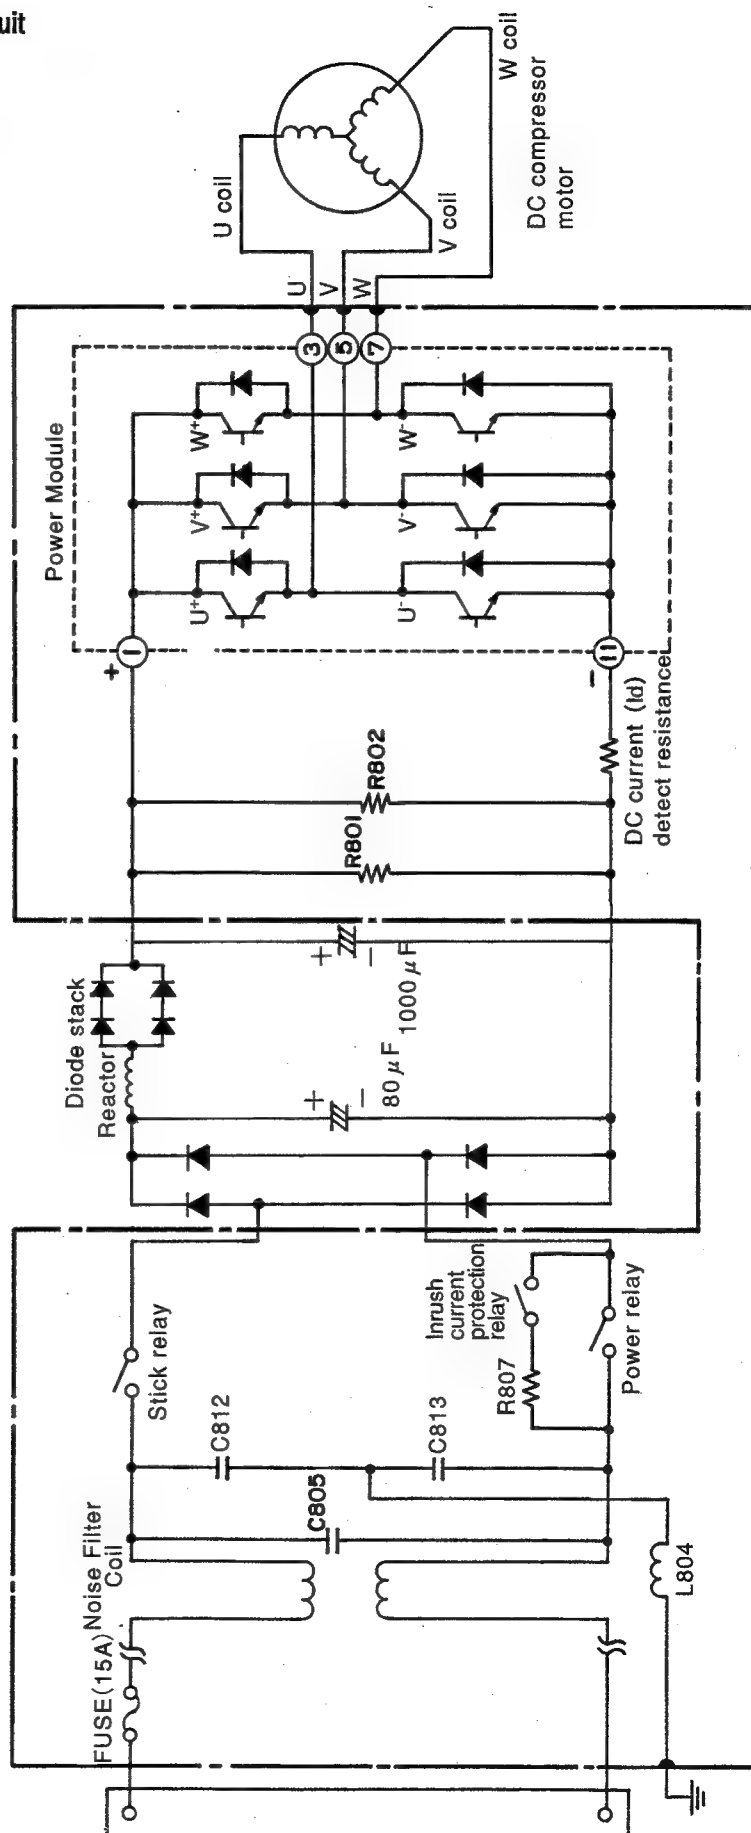 uit
W coil
U coil
V coil
DC compressor
motor
U
V
W
3
5
7
Power Module
W+
W-
V+
V-
U+
U-
+
1
-
11
DC current (Id)
detect resistance
R802
R801
+
-
1000 μF
Diode stack
Reactor
+
-
80 μF
Stick relay
Inrush
current
protection
relay
R807
Power relay
C812
C813
C805
Noise Filter
Coil
L804
FUSE(15A)